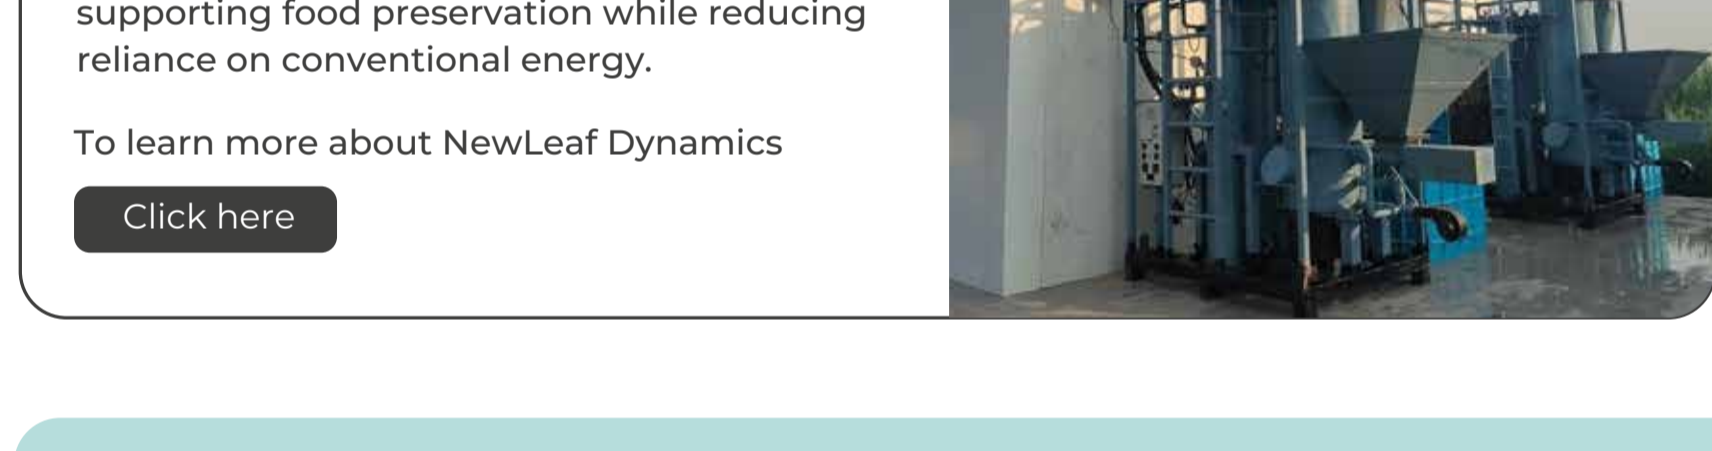 supporting food preservation while reducing
reliance on conventional energy.
To learn more about NewLeaf Dynamics
Click here